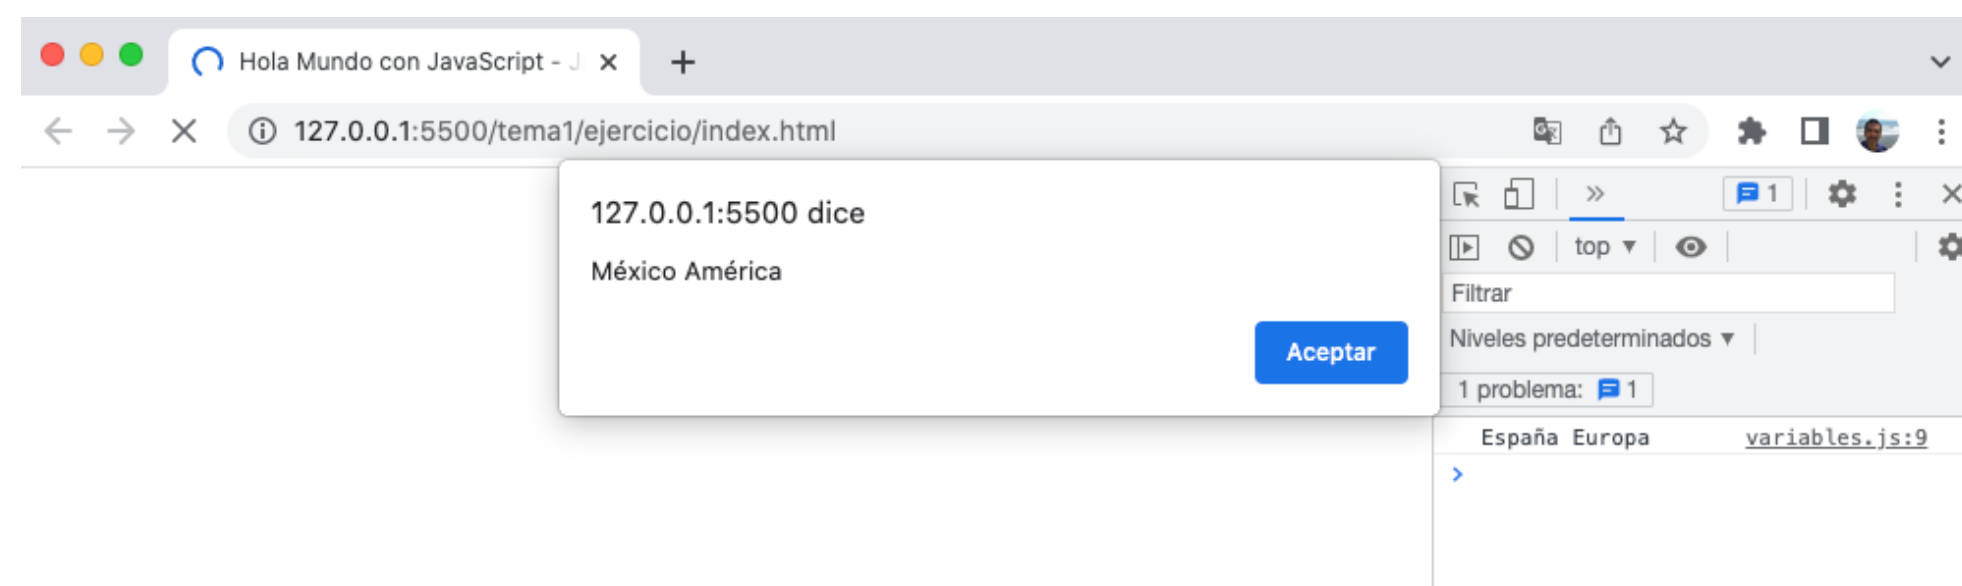 Hola Mundo con JavaScript - J
127.0.0.1:5500/tema1/ejercicio/index.html
127.0.0.1:5500 dice
México América
Aceptar
1
top
Filtrar
Niveles predeterminados
1 problema: 1
España Europa variables.js:9